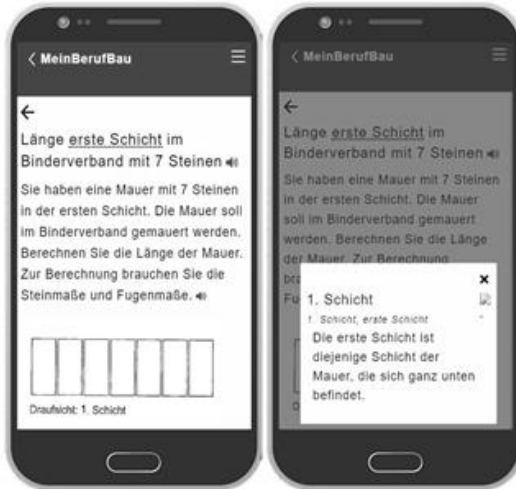 MeinBerufBau
Länge erste Schicht im
Binderverband mit 7 Steinen
Sie haben eine Mauer mit 7 Steinen
in der ersten Schicht. Die Mauer soll
im Binderverband gemauert werden.
Berechnen Sie die Länge der Mauer.
Zur Berechnung brauchen Sie die
Steinmaße und Fugenmaße.
Draufsicht: 1. Schicht
MeinBerufBau
Länge erste Schicht im
Binderverband mit 7 Steinen
Sie haben eine Mauer mit 7 Steinen
in der ersten Schicht. Die Mauer
soll im Binderverband gemauert
werden. Berechnen Sie die Länge
der Mauer. Zur Berechnung
1. Schicht
1. Schicht, erste Schicht
Die erste Schicht ist
diejenige Schicht der
Mauer, die sich ganz unten
befindet.